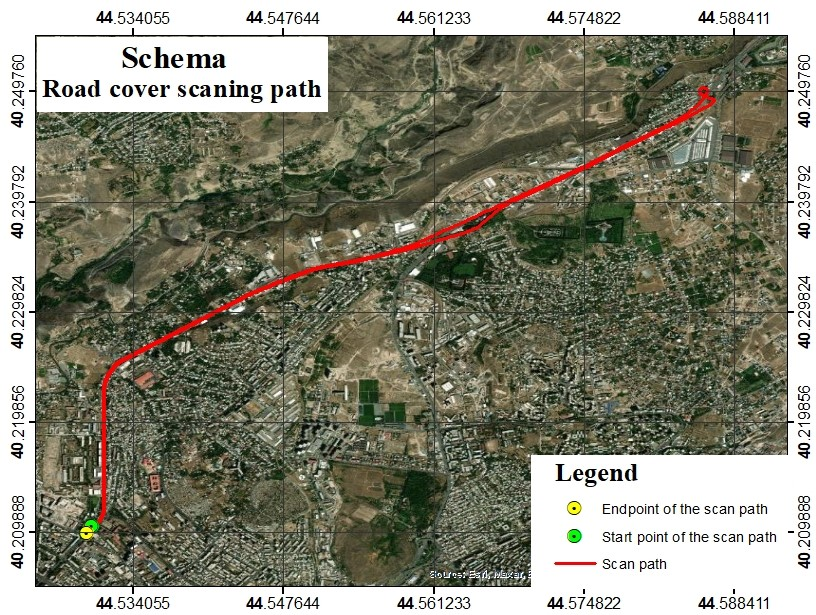 44.534055 44.547644 44.561233 44.574822 44.588411
Schema
Road cover scaning path
40.249760 40.249760
40.239792 40.239792
40.229824 40.229824
40.219856 40.219856
40.209888 40.209888
Legend
Endpoint of the scan path
Start point of the scan path
Scan path
Source: Esri, Maxar,
44.534055 44.547644 44.561233 44.574822 44.588411